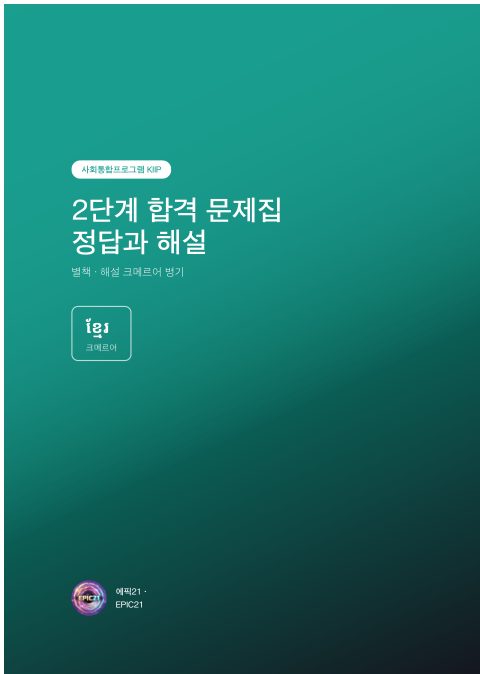 사회통합프로그램 KIIP
2단계 합격 문제집
정답과 해설
별책 · 해설 크메르어 병기
ខ្មែរ
크메르어
EPIC21
에픽21 ·
EPIC21